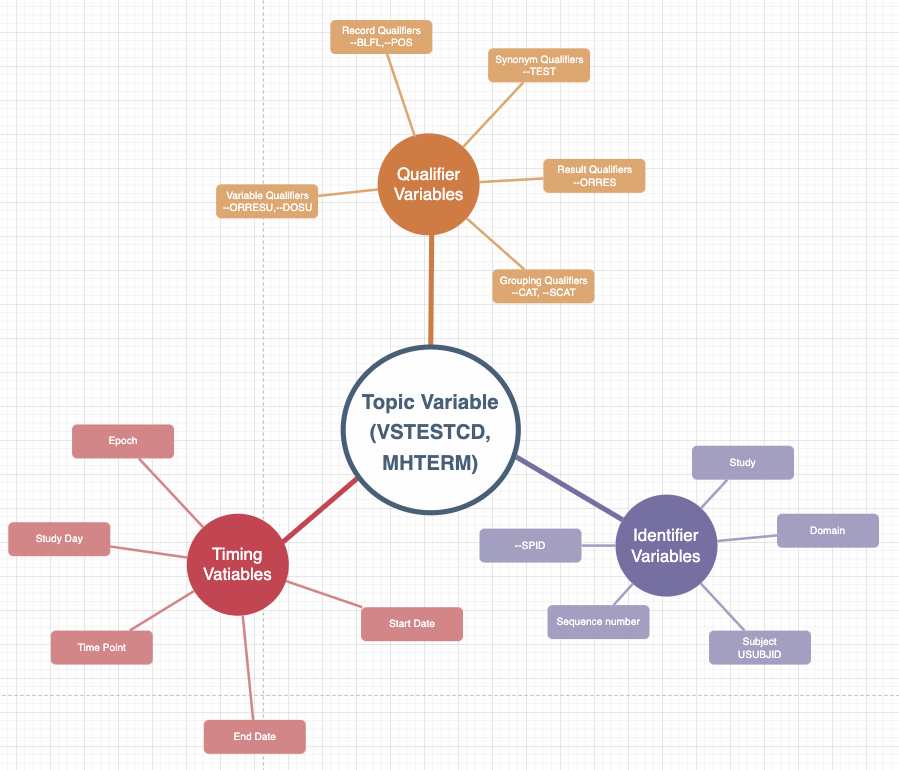 Record Qualifiers
--BLFL,--POS
Synonym Qualifiers
--TEST
Qualifier
Variables
Result Qualifiers
--ORRES
Variable Qualifiers
--ORRESU,--DOSU
Grouping Qualifiers
--CAT, --SCAT
Topic Variable
(VSTESTCD,
MHTERM)
Epoch
Study Day
Timing
Vatiables
Time Point
Start Date
End Date
Study
Domain
Identifier
Variables
--SPID
Sequence number
Subject
USUBJID